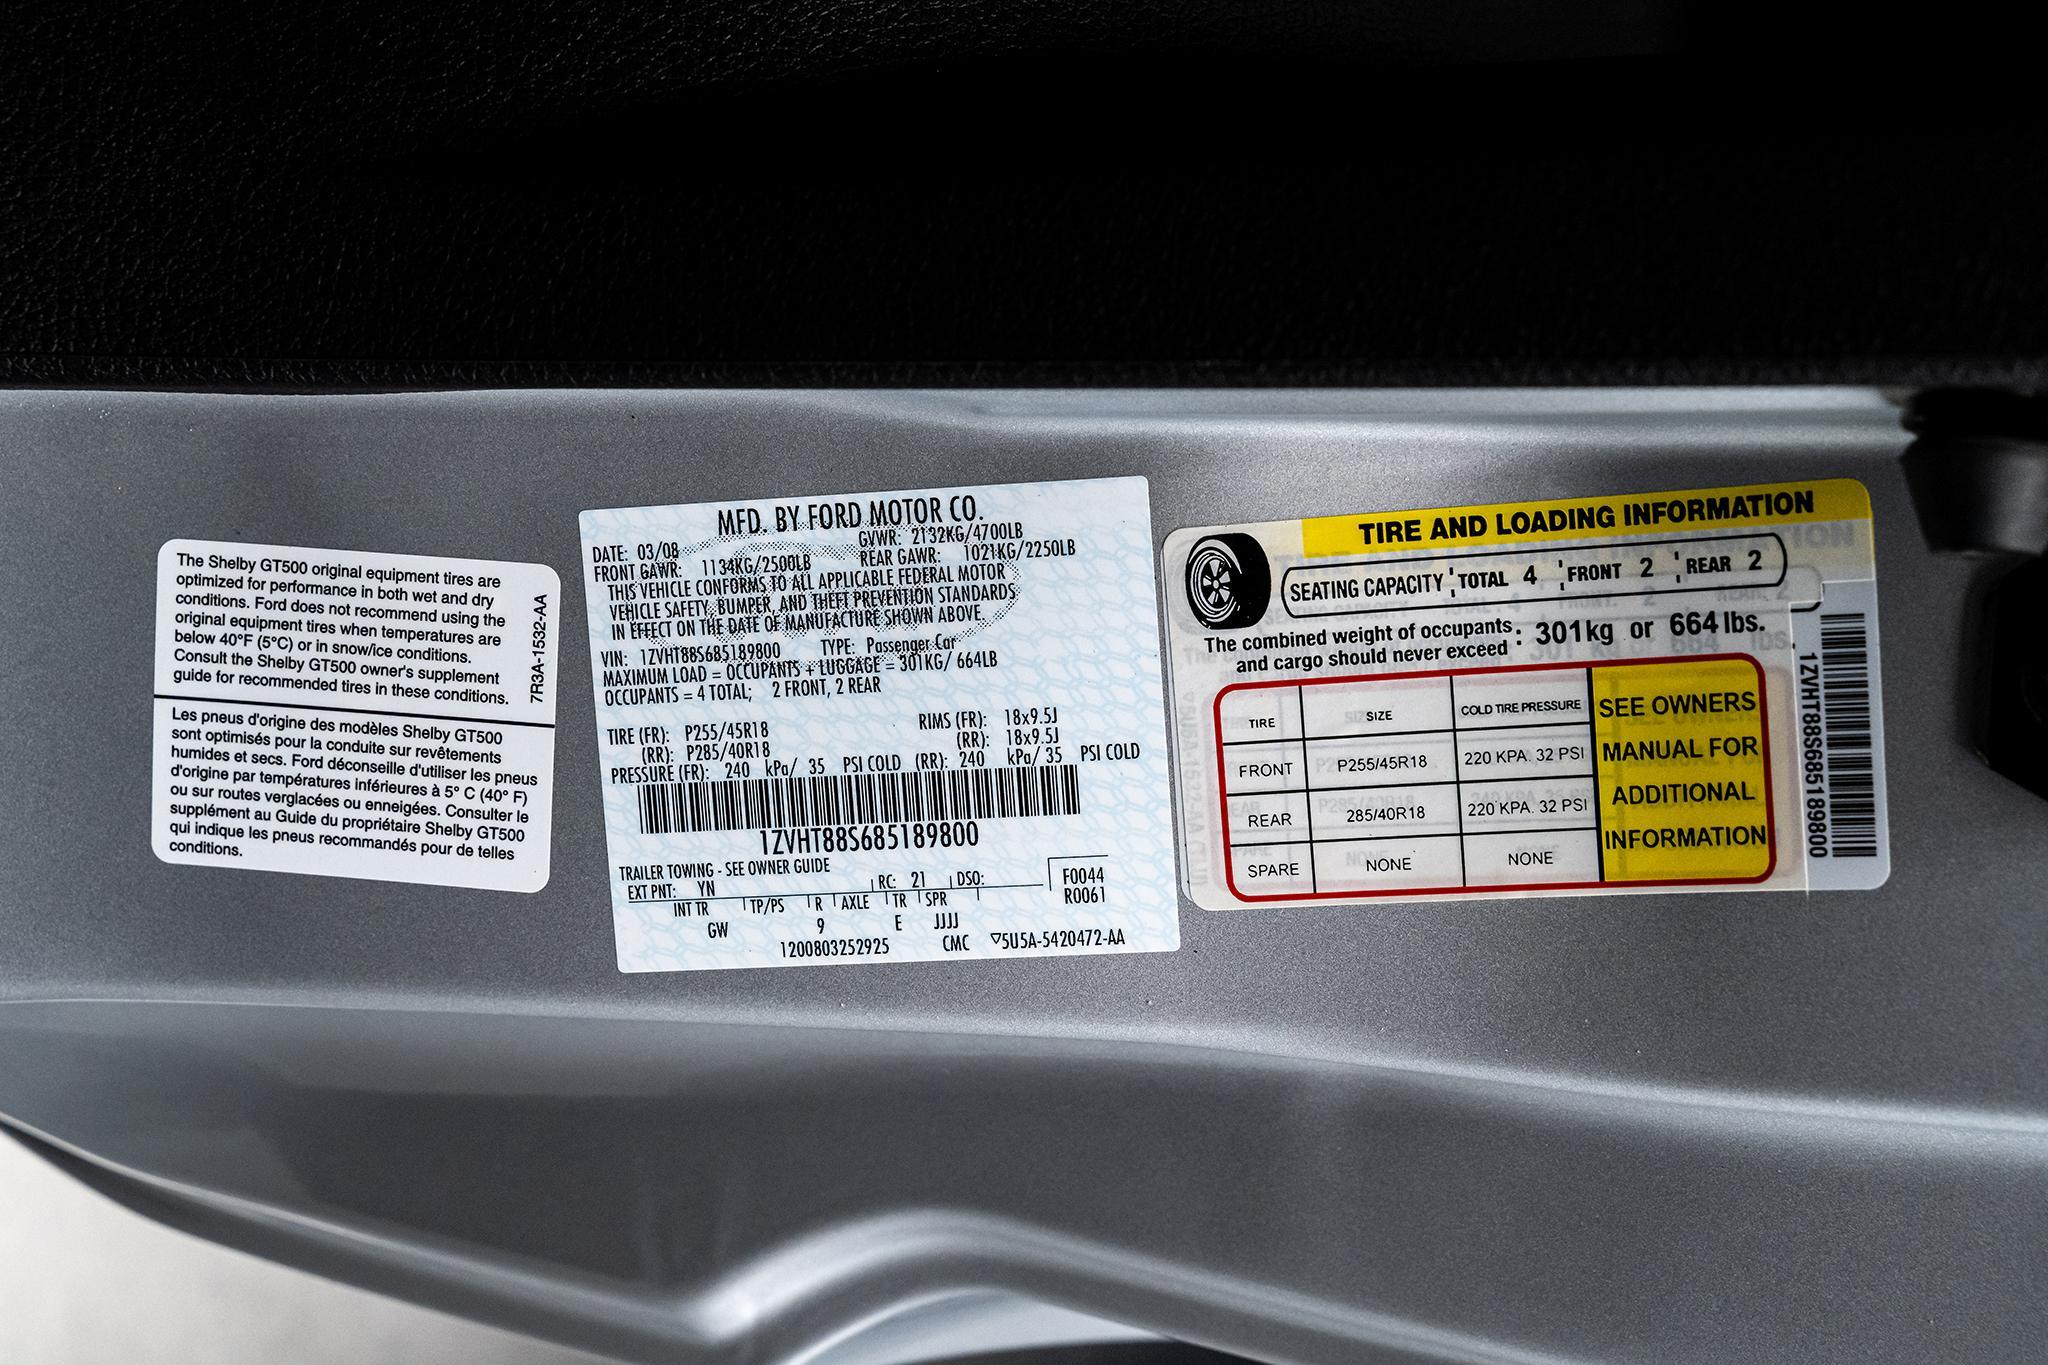 The Shelby GT500 original equipment tires are
optimized for performance in both wet and dry
conditions. Ford does not recommend using the
original equipment tires when temperatures are
below 40°F (5°C) or in snow/ice conditions.
Consult the Shelby GT500 owner's supplement
guide for recommended tires in these conditions.
7R3A-1532-AA
Les pneus d'origine des modèles Shelby GT500
sont optimisés pour la conduite sur revêtements
humides et secs. Ford déconseille d'utiliser les pneus
d'origine par températures inférieures à 5° C (40° F)
ou sur routes verglacées ou enneigées. Consulter le
supplément au Guide du propriétaire Shelby GT500
qui indique les pneus recommandés pour de telles
conditions.
MFD. BY FORD MOTOR CO.
DATE: 03/08 GVWR: 2132KG/4700LB
FRONT GAWR: 1134KG/2500LB REAR GAWR: 1021KG/2250LB
THIS VEHICLE CONFORMS TO ALL APPLICABLE FEDERAL MOTOR
VEHICLE SAFETY, BUMPER, AND THEFT PREVENTION STANDARDS
IN EFFECT ON THE DATE OF MANUFACTURE SHOWN ABOVE.
VIN: 1ZVHT88S685189800 TYPE: Passenger Car
MAXIMUM LOAD = OCCUPANTS + LUGGAGE = 301KG/ 664LB
OCCUPANTS = 4 TOTAL; 2 FRONT, 2 REAR
TIRE (FR): P255/45R18 RIMS (FR): 18x9.5J
(RR): P285/40R18 (RR): 18x9.5J
PRESSURE (FR): 240 kPa/ 35 PSI COLD (RR): 240 kPa/ 35 PSI COLD
1ZVHT88S685189800
TRAILER TOWING - SEE OWNER GUIDE
EXT PNT: YN RC: 21 DSO: F0044
INT TR TP/PS R AXLE TR SPR R0061
GW 9 E JJJJ
1200803252925 CMC ▽5U5A-5420472-AA
TIRE AND LOADING INFORMATION
SEATING CAPACITY TOTAL 4 FRONT 2 REAR 2
The combined weight of occupants
and cargo should never exceed : 301kg or 664 lbs.
TIRE SIZE COLD TIRE PRESSURE
FRONT P255/45R18 220 KPA. 32 PSI
REAR 285/40R18 220 KPA. 32 PSI
SPARE NONE NONE
SEE OWNERS
MANUAL FOR
ADDITIONAL
INFORMATION
1ZVHT88S685189800